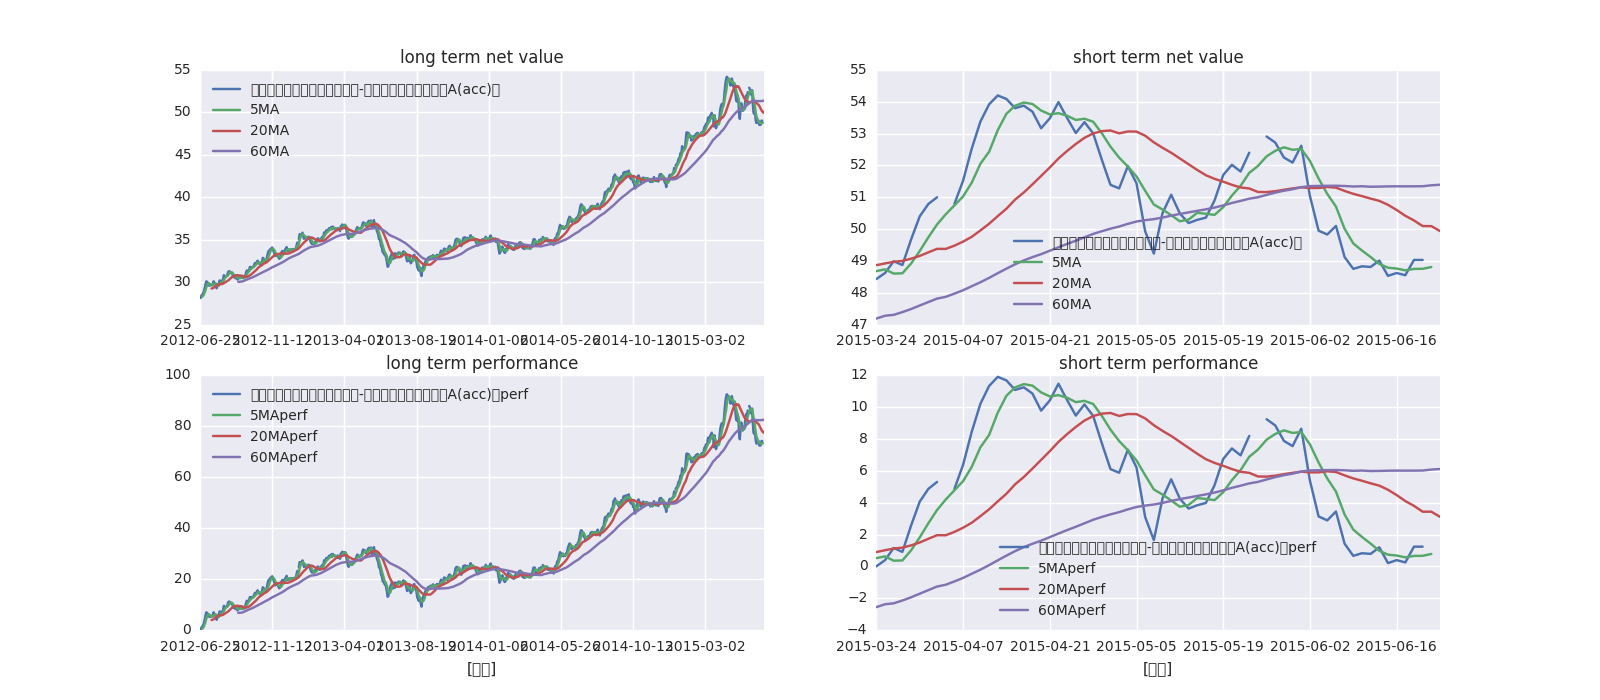 long term net value
55
50
45
40
35
30
25
-A(acc)
5MA
20MA
60MA
2012-06-25 2012-11-12 2013-04-01 2013-08-19 2014-01-06 2014-05-26 2014-10-13 2015-03-02
short term net value
55
54
53
52
51
50
49
48
47
-A(acc)
5MA
20MA
60MA
2015-03-24 2015-04-07 2015-04-21 2015-05-05 2015-05-19 2015-06-02 2015-06-16
long term performance
100
80
60
40
20
0
-A(acc) perf
5MAperf
20MAperf
60MAperf
2012-06-25 2012-11-12 2013-04-01 2013-08-19 2014-01-06 2014-05-26 2014-10-13 2015-03-02
short term performance
12
10
8
6
4
2
0
−2
−4
-A(acc) perf
5MAperf
20MAperf
60MAperf
2015-03-24 2015-04-07 2015-04-21 2015-05-05 2015-05-19 2015-06-02 2015-06-16